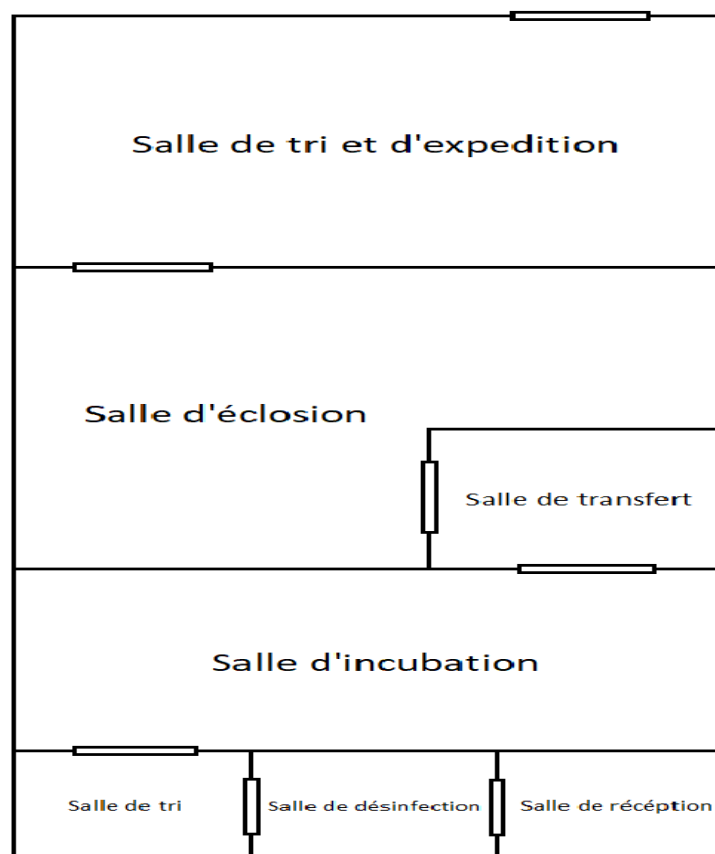 Salle de tri et d'expedition
Salle d'éclosion
Salle de transfert
Salle d'incubation
Salle de tri
Salle de désinfection
Salle de récéption